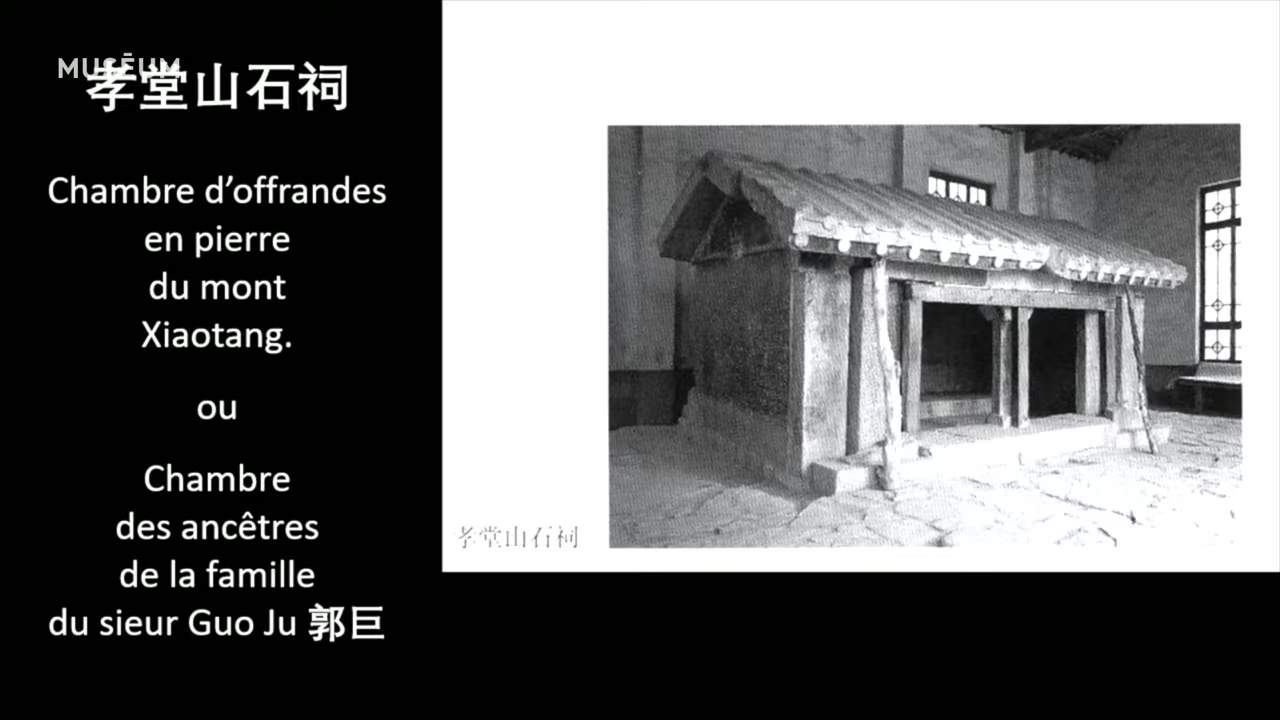 MUSĒUM
孝堂山石祠
Chambre d’offrandes
en pierre
du mont
Xiaotang.
ou
Chambre
des ancêtres
de la famille
du sieur Guo Ju 郭巨
孝堂山石祠